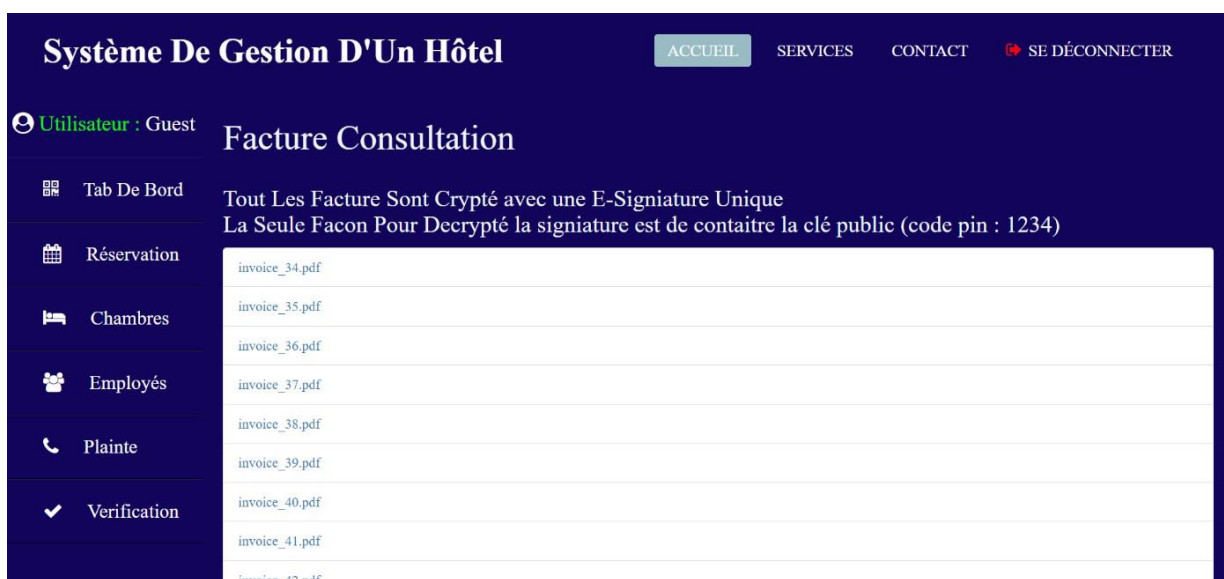 Système De Gestion D'Un Hôtel
ACCUEIL SERVICES CONTACT SE DÉCONNECTER
Utilisateur : Guest
Tab De Bord
Réservation
Chambres
Employés
Plainte
Verification
Facture Consultation
Tout Les Facture Sont Crypté avec une E-Signiature Unique
La Seule Facon Pour Decrypté la signiature est de contaitre la clé public (code pin : 1234)
invoice_34.pdf
invoice_35.pdf
invoice_36.pdf
invoice_37.pdf
invoice_38.pdf
invoice_39.pdf
invoice_40.pdf
invoice_41.pdf